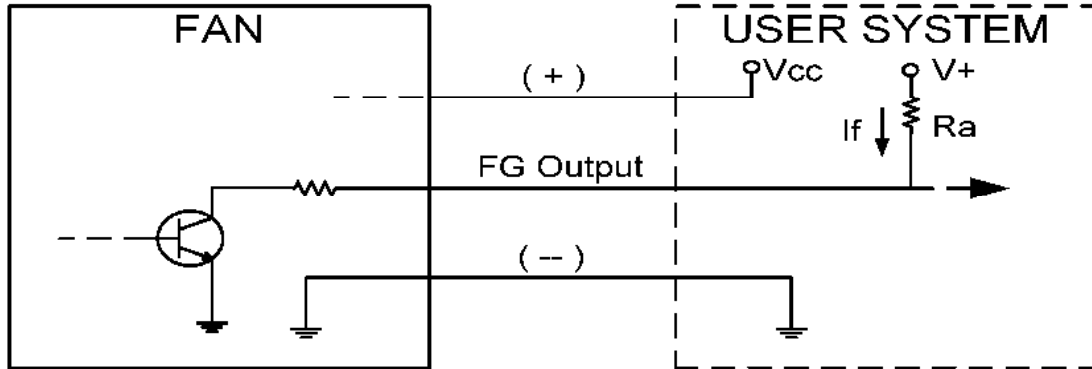 FAN
USER SYSTEM
( + )
Vcc
V+
If
Ra
FG Output
( -- )